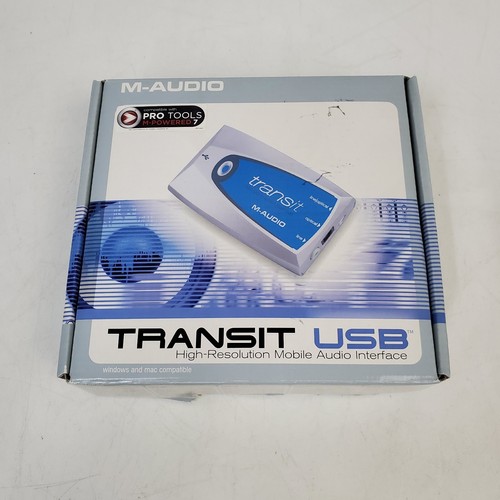 M-AUDIO
compatible with
PRO TOOLS
M-POWERED 7
transit
M-AUDIO
TRANSIT USB™
High-Resolution Mobile Audio Interface
windows and mac compatible